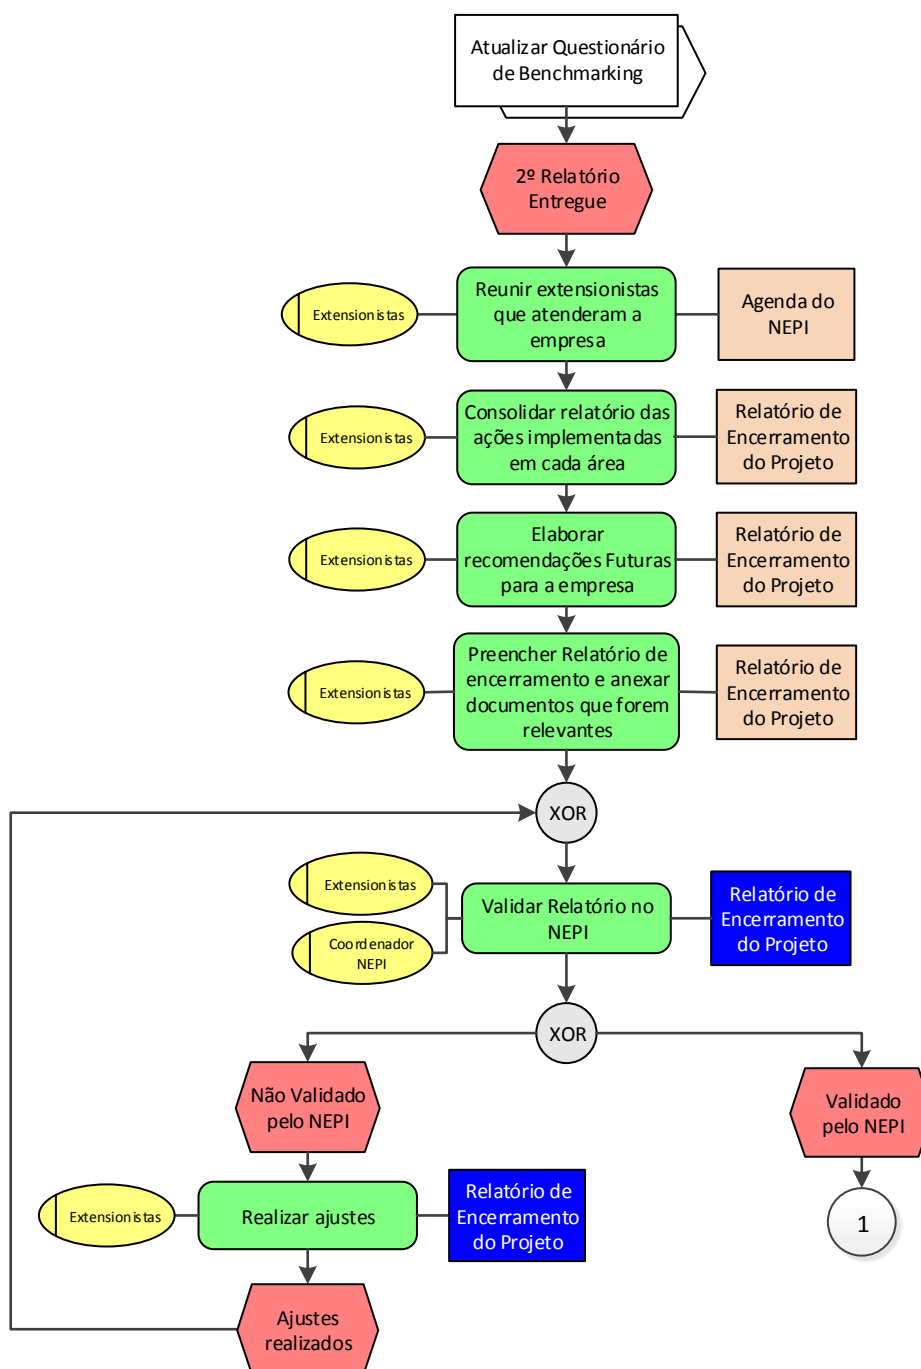 Atualizar Questionário
de Benchmarking
2º Relatório
Entregue
Extensionistas
Reunir extensionistas
que atenderam a
empresa
Agenda do
NEPI
Extensionistas
Consolidar relatório das
ações implementadas
em cada área
Relatório de
Encerramento
do Projeto
Extensionistas
Elaborar
recomendações Futuras
para a empresa
Relatório de
Encerramento
do Projeto
Extensionistas
Preencher Relatório de
encerramento e anexar
documentos que forem
relevantes
Relatório de
Encerramento
do Projeto
XOR
Extensionistas
Coordenador
NEPI
Validar Relatório no
NEPI
Relatório de
Encerramento
do Projeto
XOR
Não Validado
pelo NEPI
Validado
pelo NEPI
Extensionistas
Realizar ajustes
Relatório de
Encerramento
do Projeto
1
Ajustes
realizados